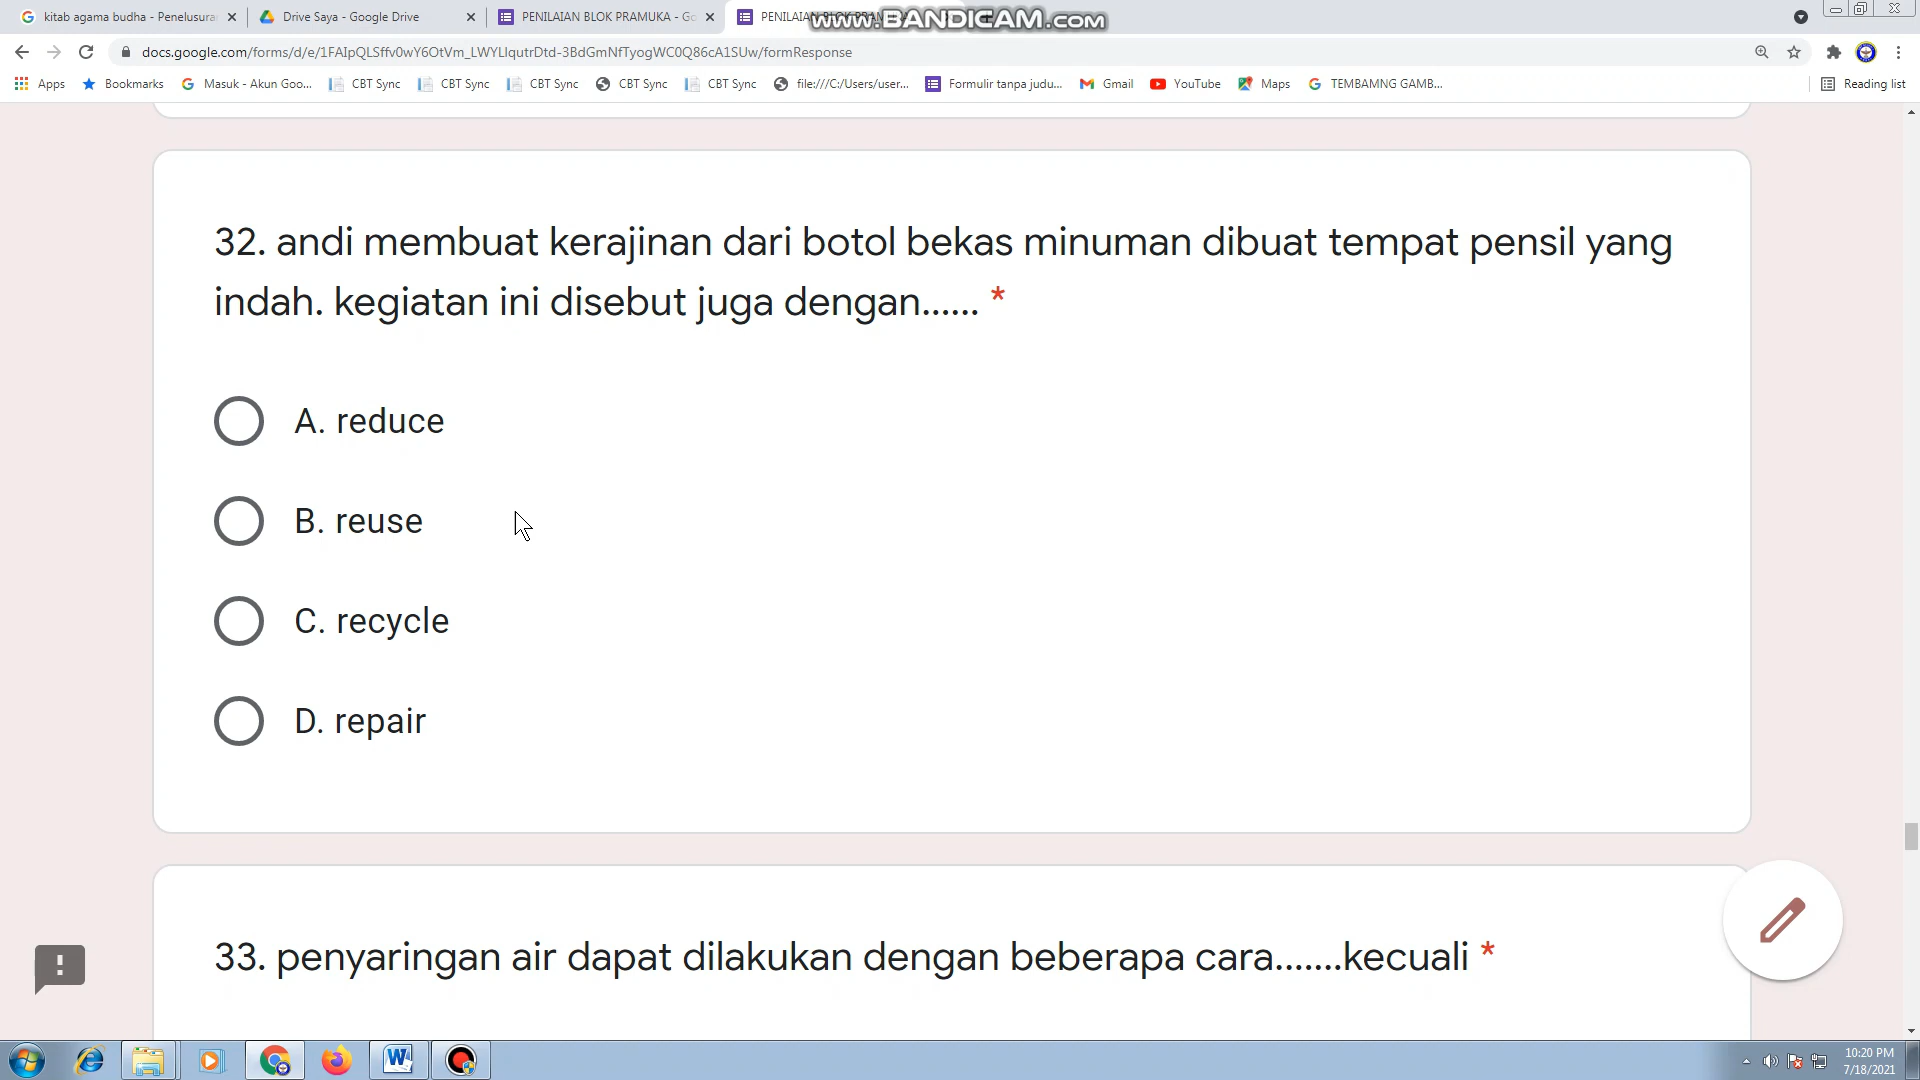 kitab agama budha - Penelusura
Drive Saya - Google Drive
PENILAIAN BLOK PRAMUKA - Go
PENILAIAN BLOK PRAM
www.BANDICAM.com
docs.google.com/forms/d/e/1FAIpQLSffv0wY6OtVm_LWYLlqutrDtd-3BdGmNfTyogWC0Q86cA1SUw/formResponse
Apps
Bookmarks
Masuk - Akun Goo...
CBT Sync
CBT Sync
CBT Sync
CBT Sync
CBT Sync
file:///C:/Users/user...
Formulir tanpa judu...
Gmail
YouTube
Maps
TEMBAMNG GAMB...
Reading list
32. andi membuat kerajinan dari botol bekas minuman dibuat tempat pensil yang
indah. kegiatan ini disebut juga dengan...... *
A. reduce
B. reuse
C. recycle
D. repair
33. penyaringan air dapat dilakukan dengan beberapa cara.......kecuali *
10:20 PM
7/18/2021